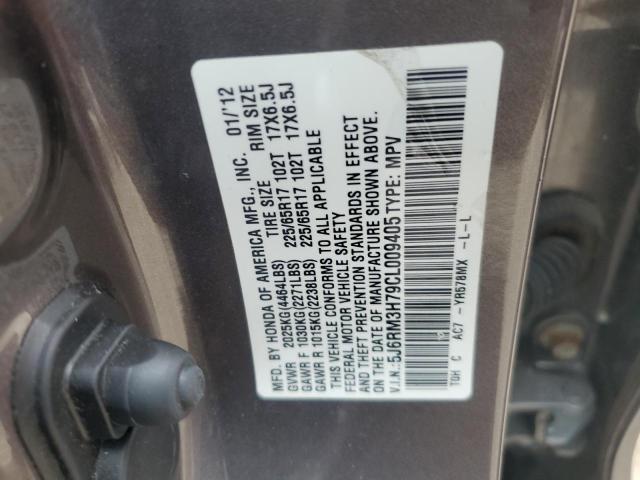 MFD. BY HONDA OF AMERICA MFG., INC. 01/'12
TIRE SIZE RIM SIZE
GVWR 2025KG(4464LBS)
GAWR F 1030KG(2271LBS) 225/65R17 102T 17X6.5J
GAWR R 1015KG(2238LBS) 225/65R17 102T 17X6.5J
THIS VEHICLE CONFORMS TO ALL APPLICABLE
FEDERAL MOTOR VEHICLE SAFETY
AND THEFT PREVENTION STANDARDS IN EFFECT
ON THE DATE OF MANUFACTURE SHOWN ABOVE.
V.I.N.:5J6RM3H79CL009405 TYPE: MPV
T0H C AC7 - YR578MX -L-L